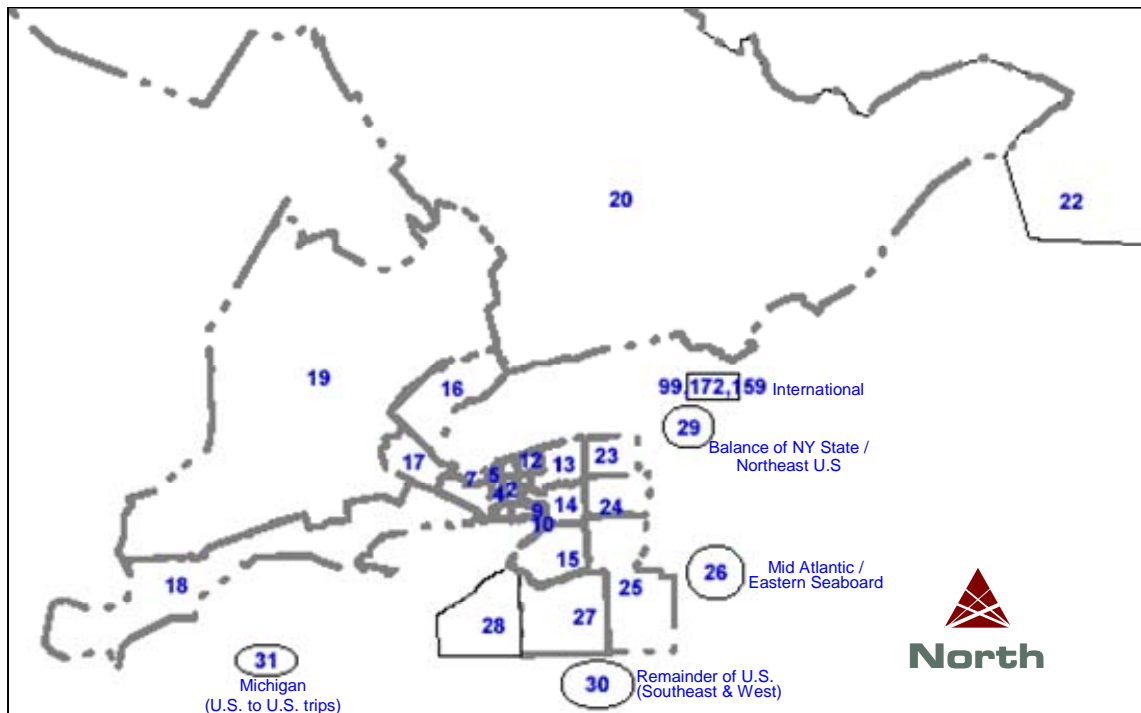 20
22
19
16
99,172,159 International
29
Balance of NY State /
Northeast U.S
12
13
23
17
7
5
4
2
14
24
9
10
15
18
26
Mid Atlantic /
Eastern Seaboard
25
28
27
31
Michigan
(U.S. to U.S. trips)
30
Remainder of U.S.
(Southeast & West)
North